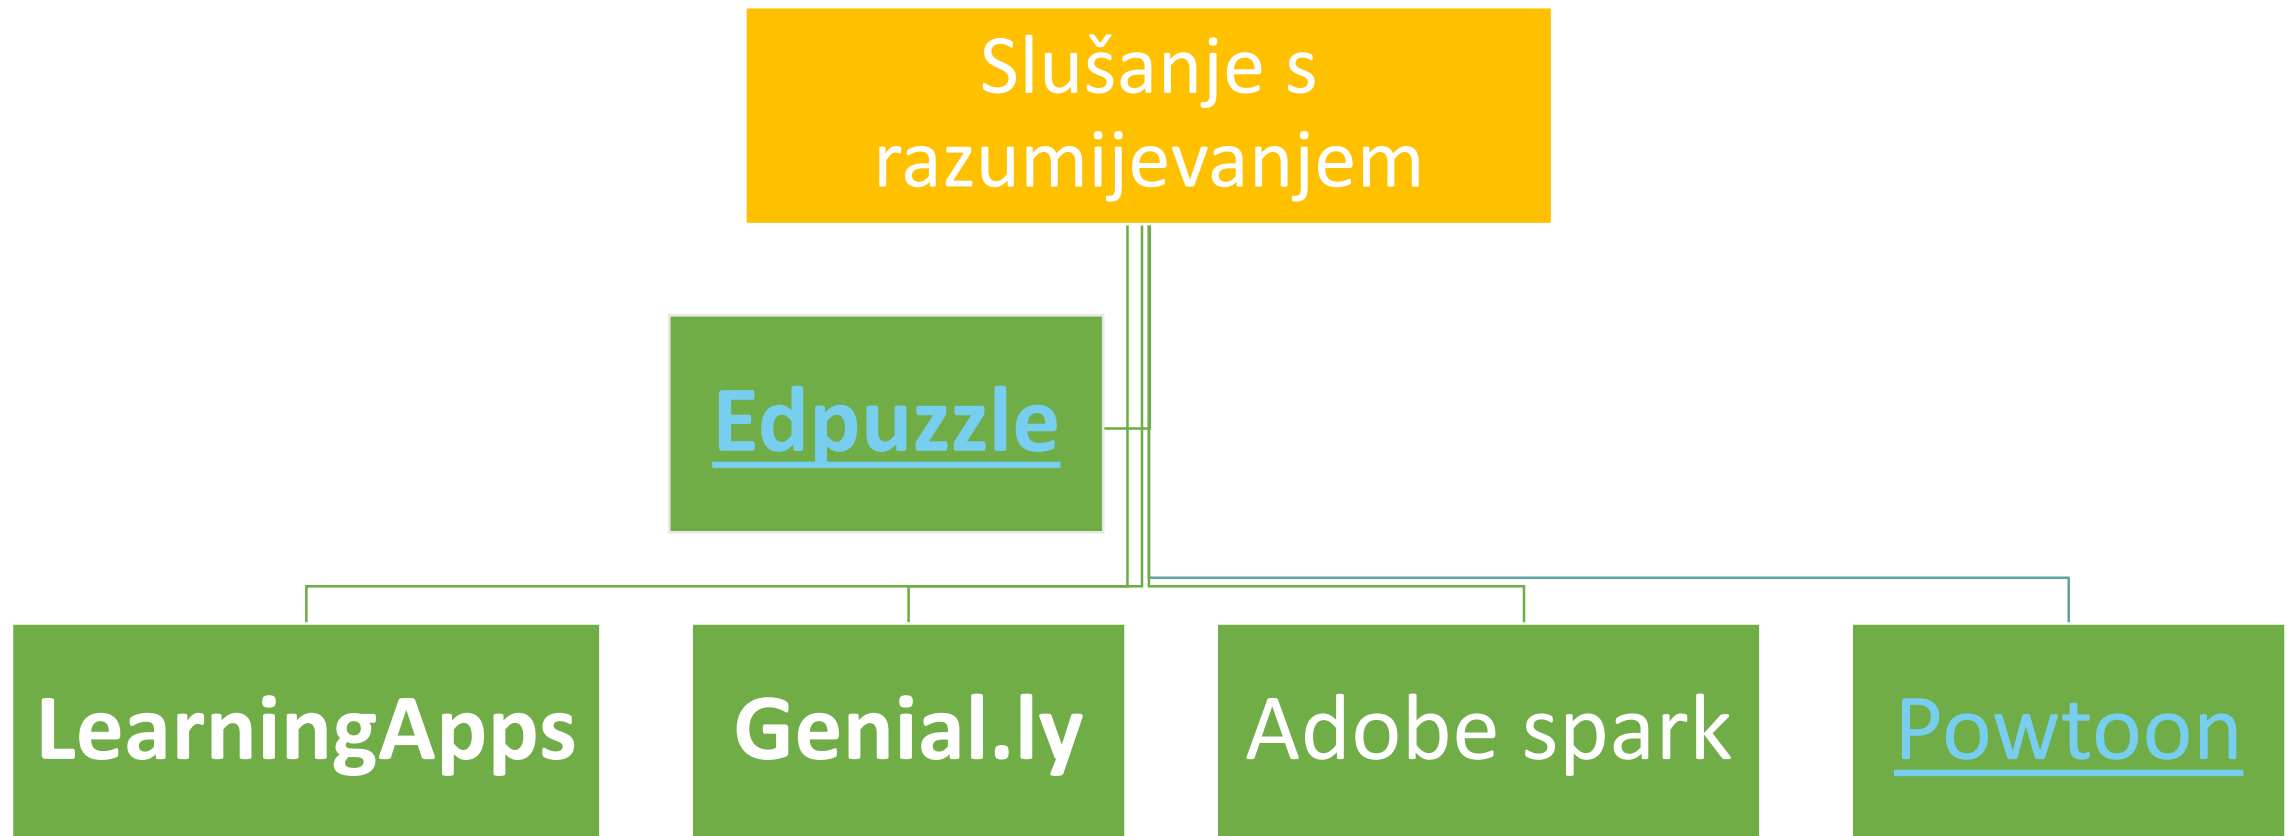 Slušanje s
razumijevanjem
Edpuzzle
LearningApps
Genial.ly
Adobe spark
Powtoon